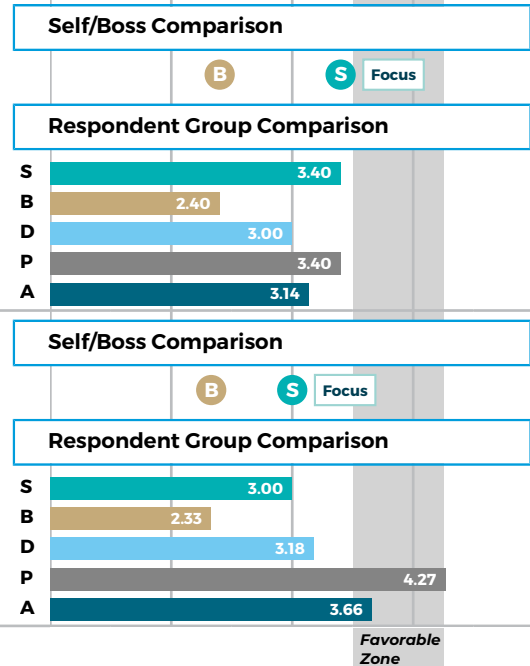 Self/Boss Comparison
B S Focus
Respondent Group Comparison
S 3.40
B 2.40
D 3.00
P 3.40
A 3.14
Self/Boss Comparison
B S Focus
Respondent Group Comparison
S 3.00
B 2.33
D 3.18
P 4.27
A 3.66
Favorable
Zone